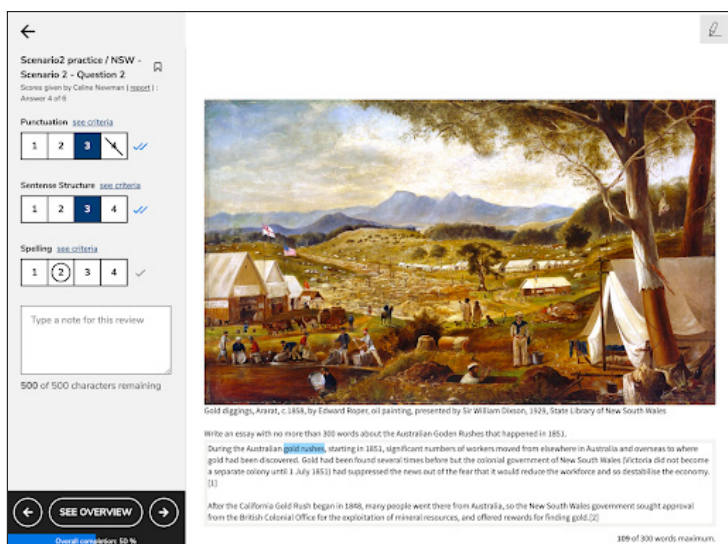 Scenario2 practice / NSW -
Scenario 2 - Question 2
Scores given by Celine Newman | report | :
Answer 4 of 6
Punctuation see criteria
1 2 3 4
Sentense Structure see criteria
1 2 3 4
Spelling see criteria
1 2 3 4
Type a note for this review
500 of 500 characters remaining
SEE OVERVIEW
Overall completion: 50 %
Gold diggings, Ararat, c.1858, by Edward Roper, oil painting, presented by Sir William Dixson, 1929, State Library of New South Wales
Write an essay with no more than 300 words about the Australian Goden Rushes that happened in 1851.
During the Australian gold rushes, starting in 1851, significant numbers of workers moved from elsewhere in Australia and overseas to where
gold had been discovered. Gold had been found several times before but the colonial government of New South Wales (Victoria did not become
a separate colony until 1 July 1851) had suppressed the news out of the fear that it would reduce the workforce and so destabilise the economy.
[1]
After the California Gold Rush began in 1848, many people went there from Australia, so the New South Wales government sought approval
from the British Colonial Office for the exploitation of mineral resources, and offered rewards for finding gold.[2]
109 of 300 words maximum.